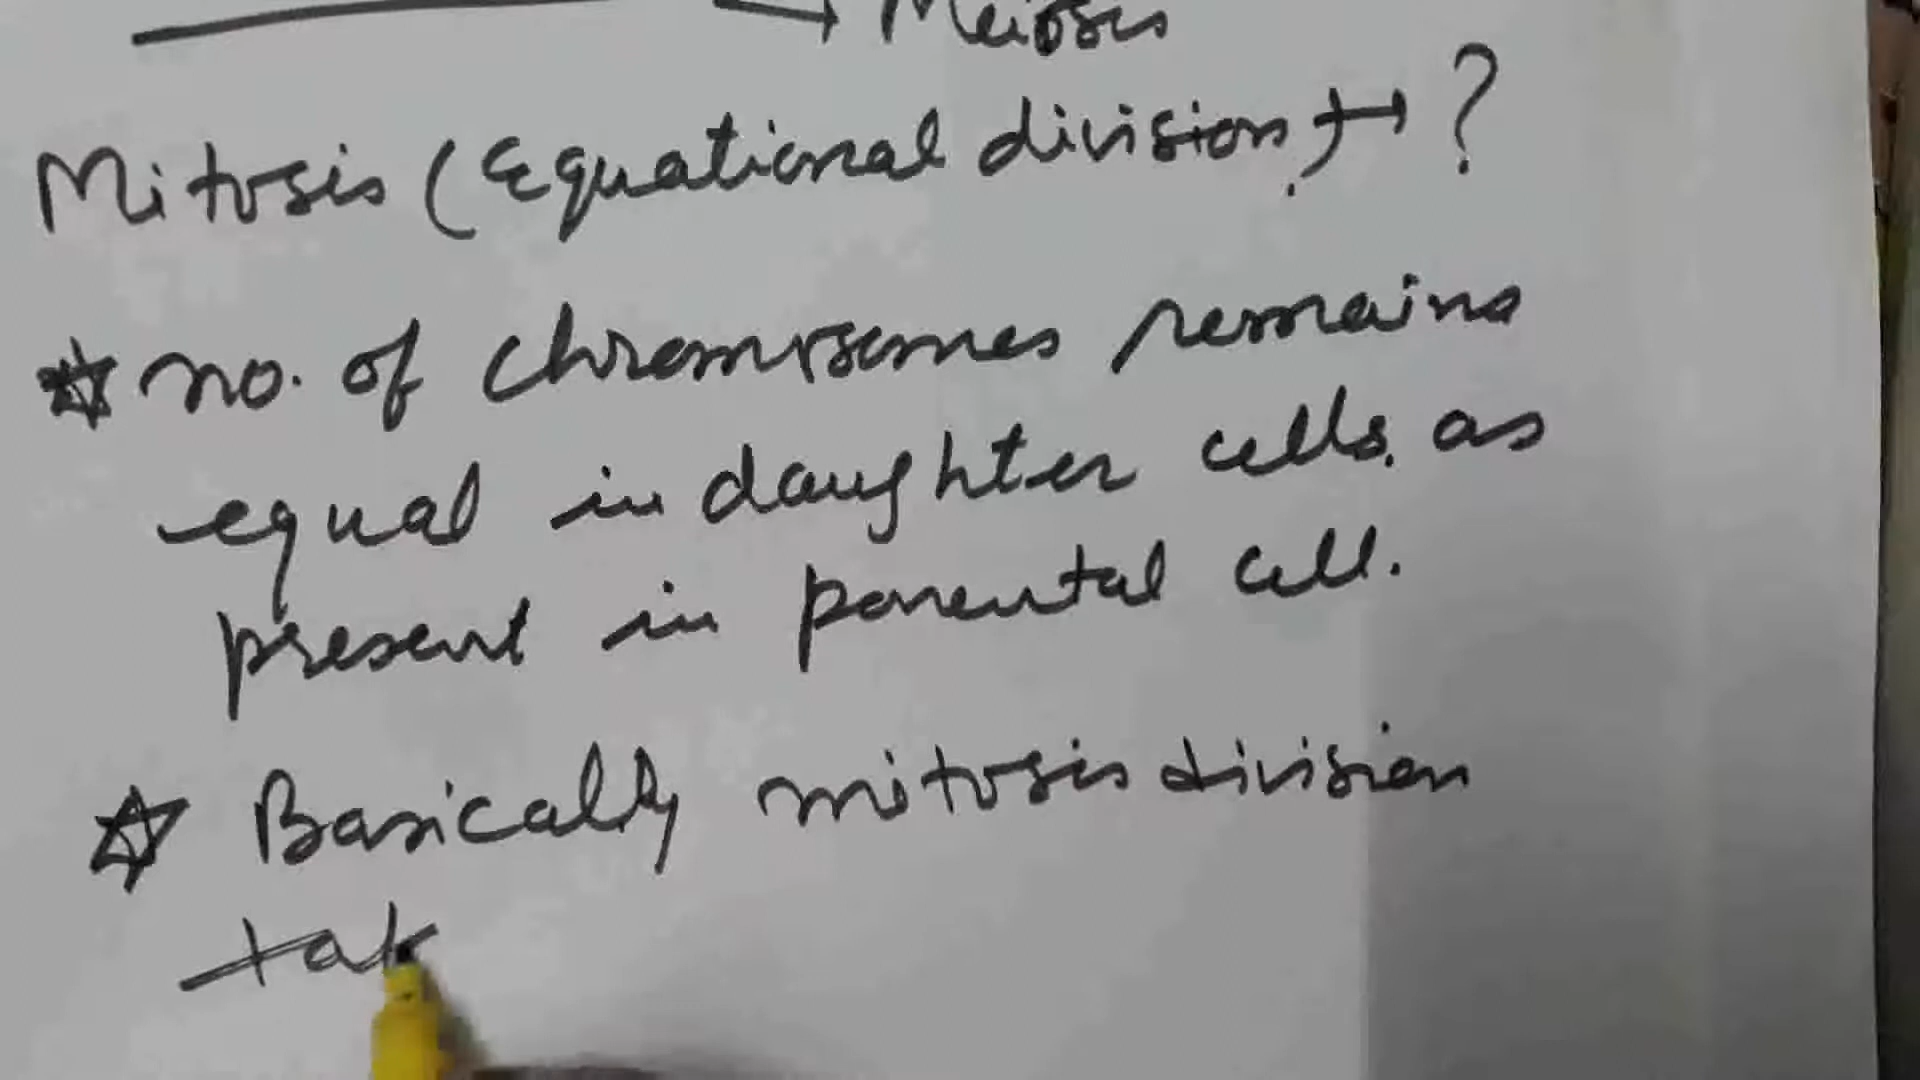 → Meiosis
Mitosis (Equational division) → ?
☆ no. of chromosomes remains
equal in daughter cells. as
present in parental cell.
☆ Basically mitosis division
tak